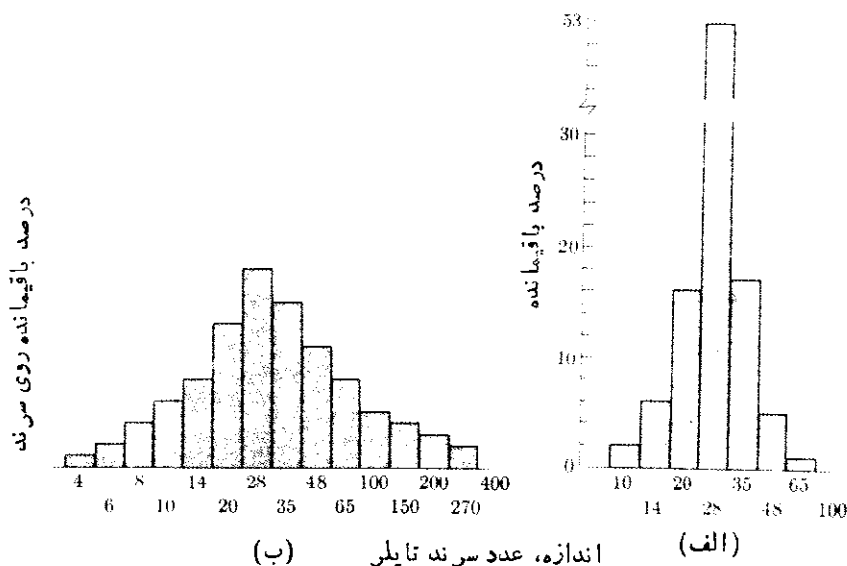 53
30
20
10
0
درصد باقیمانده
10 20 35 65
14 28 48 100
(الف)
درصد باقیمانده روی سرند
4 8 14 28 48 100 200 400
6 10 20 35 65 150 270
(ب)
اندازه، عدد سرند تایلر